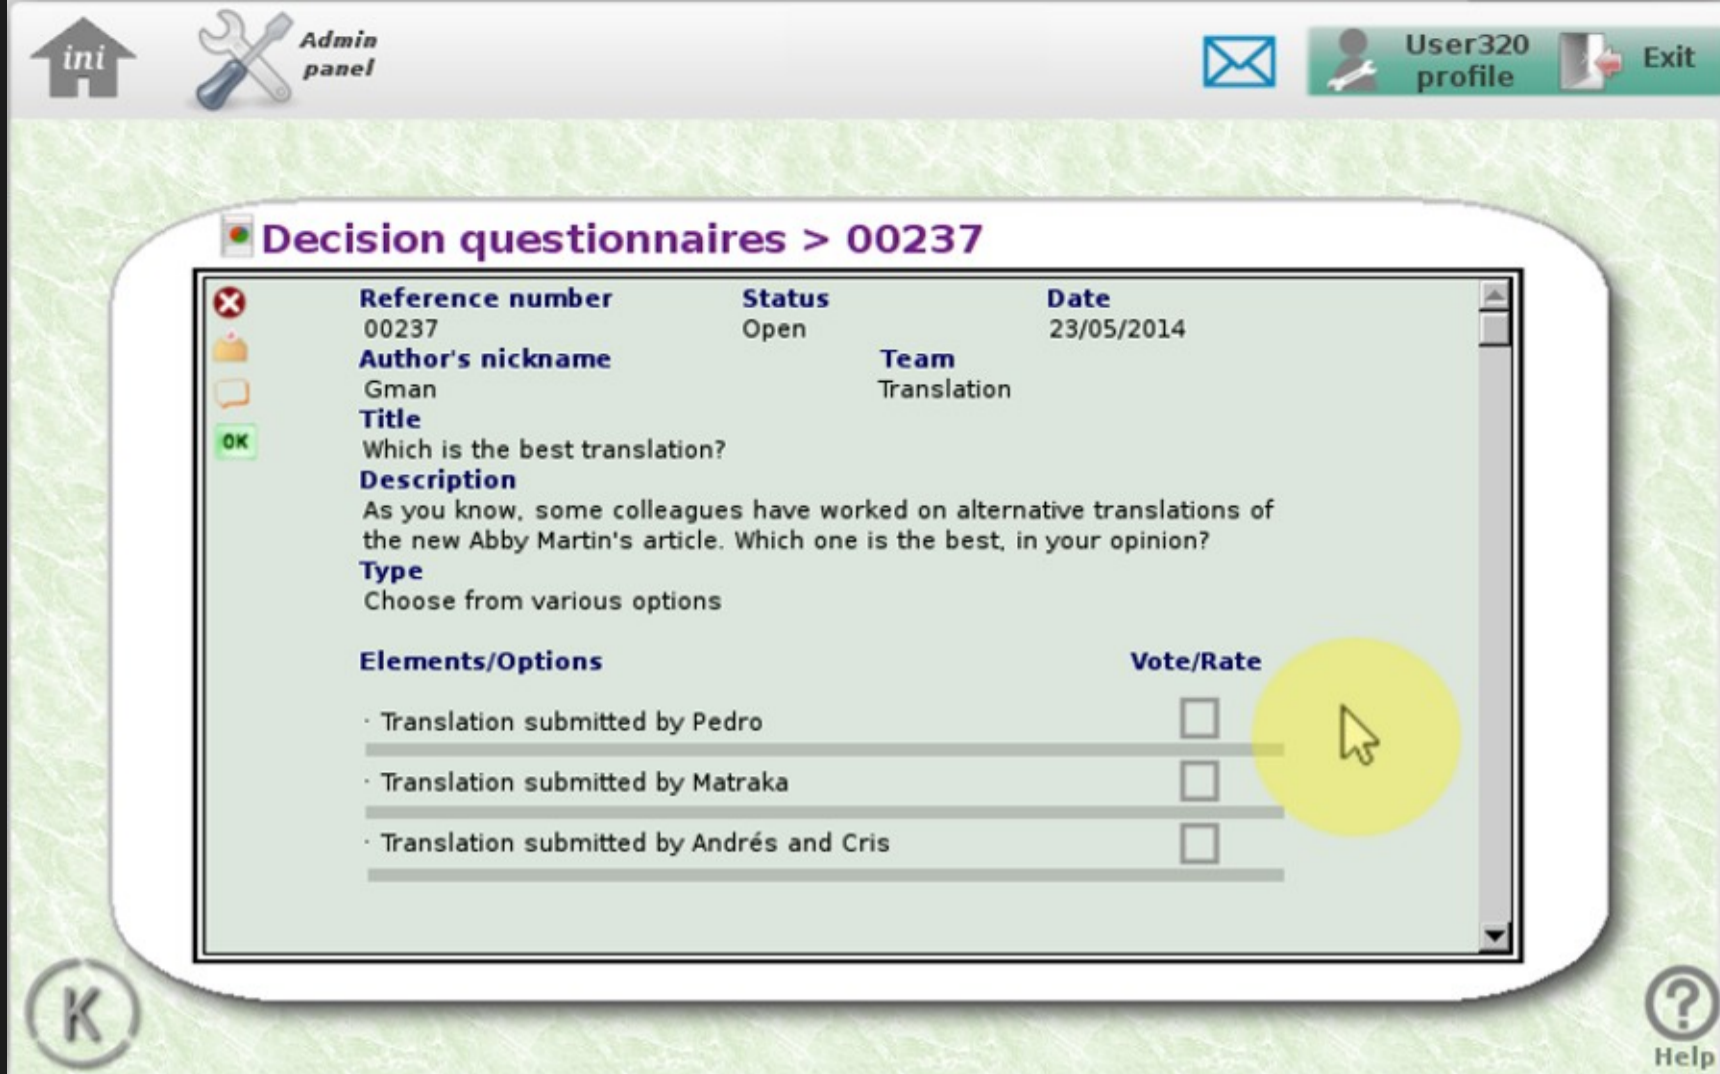 ini
Admin
panel
User320
profile
Exit
Decision questionnaires > 00237
Reference number Status Date
00237 Open 23/05/2014
Author's nickname Team
Gman Translation
Title
Which is the best translation?
Description
As you know, some colleagues have worked on alternative translations of
the new Abby Martin's article. Which one is the best, in your opinion?
Type
Choose from various options
OK
Elements/Options Vote/Rate
· Translation submitted by Pedro
· Translation submitted by Matraka
· Translation submitted by Andrés and Cris
K
?
Help